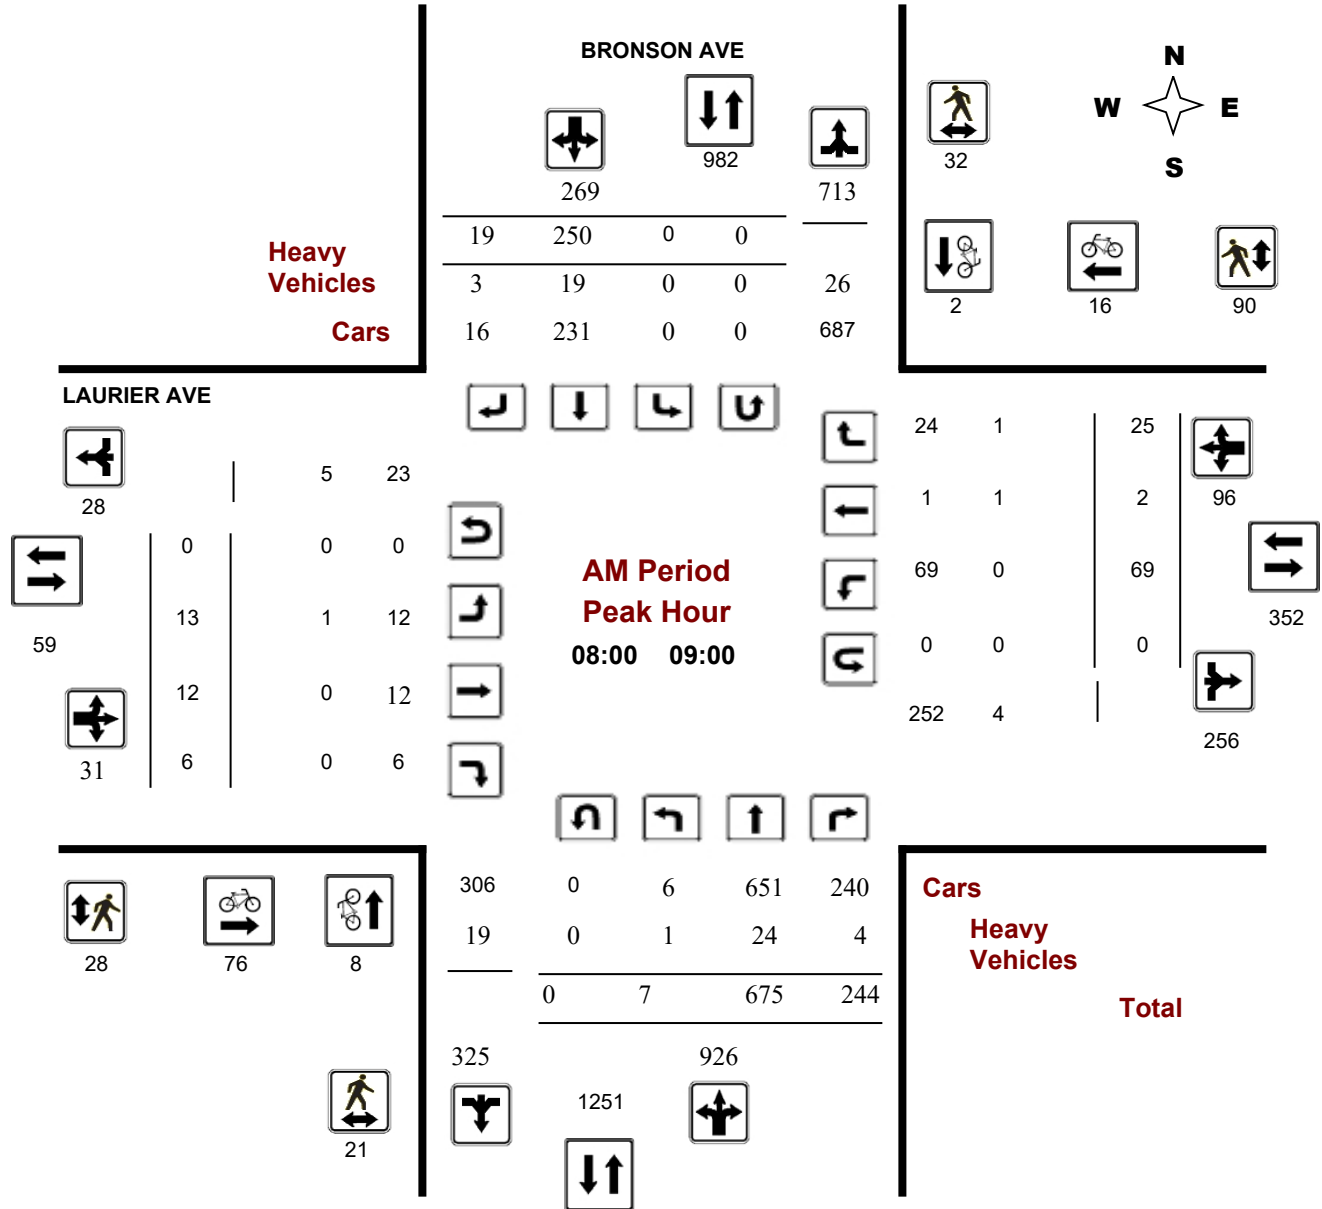 BRONSON AVE
N
W E
S
982
32
269 713
19 250 0 0
Heavy
Vehicles 3 19 0 0 26
2 16 90
Cars 16 231 0 0 687
LAURIER AVE
24 1 25
5 23
28
1 1 2 96
0 0 0
AM Period
69 0 69
Peak Hour
13 1 12
352
59
08:00 09:00
0 0 0
12 0 12
252 4
256
31 6 0 6
306 0 6 651 240 Cars
19 0 1 24 4 Heavy
Vehicles
28 76 8
0 7 675 244 Total
325 926
1251
21